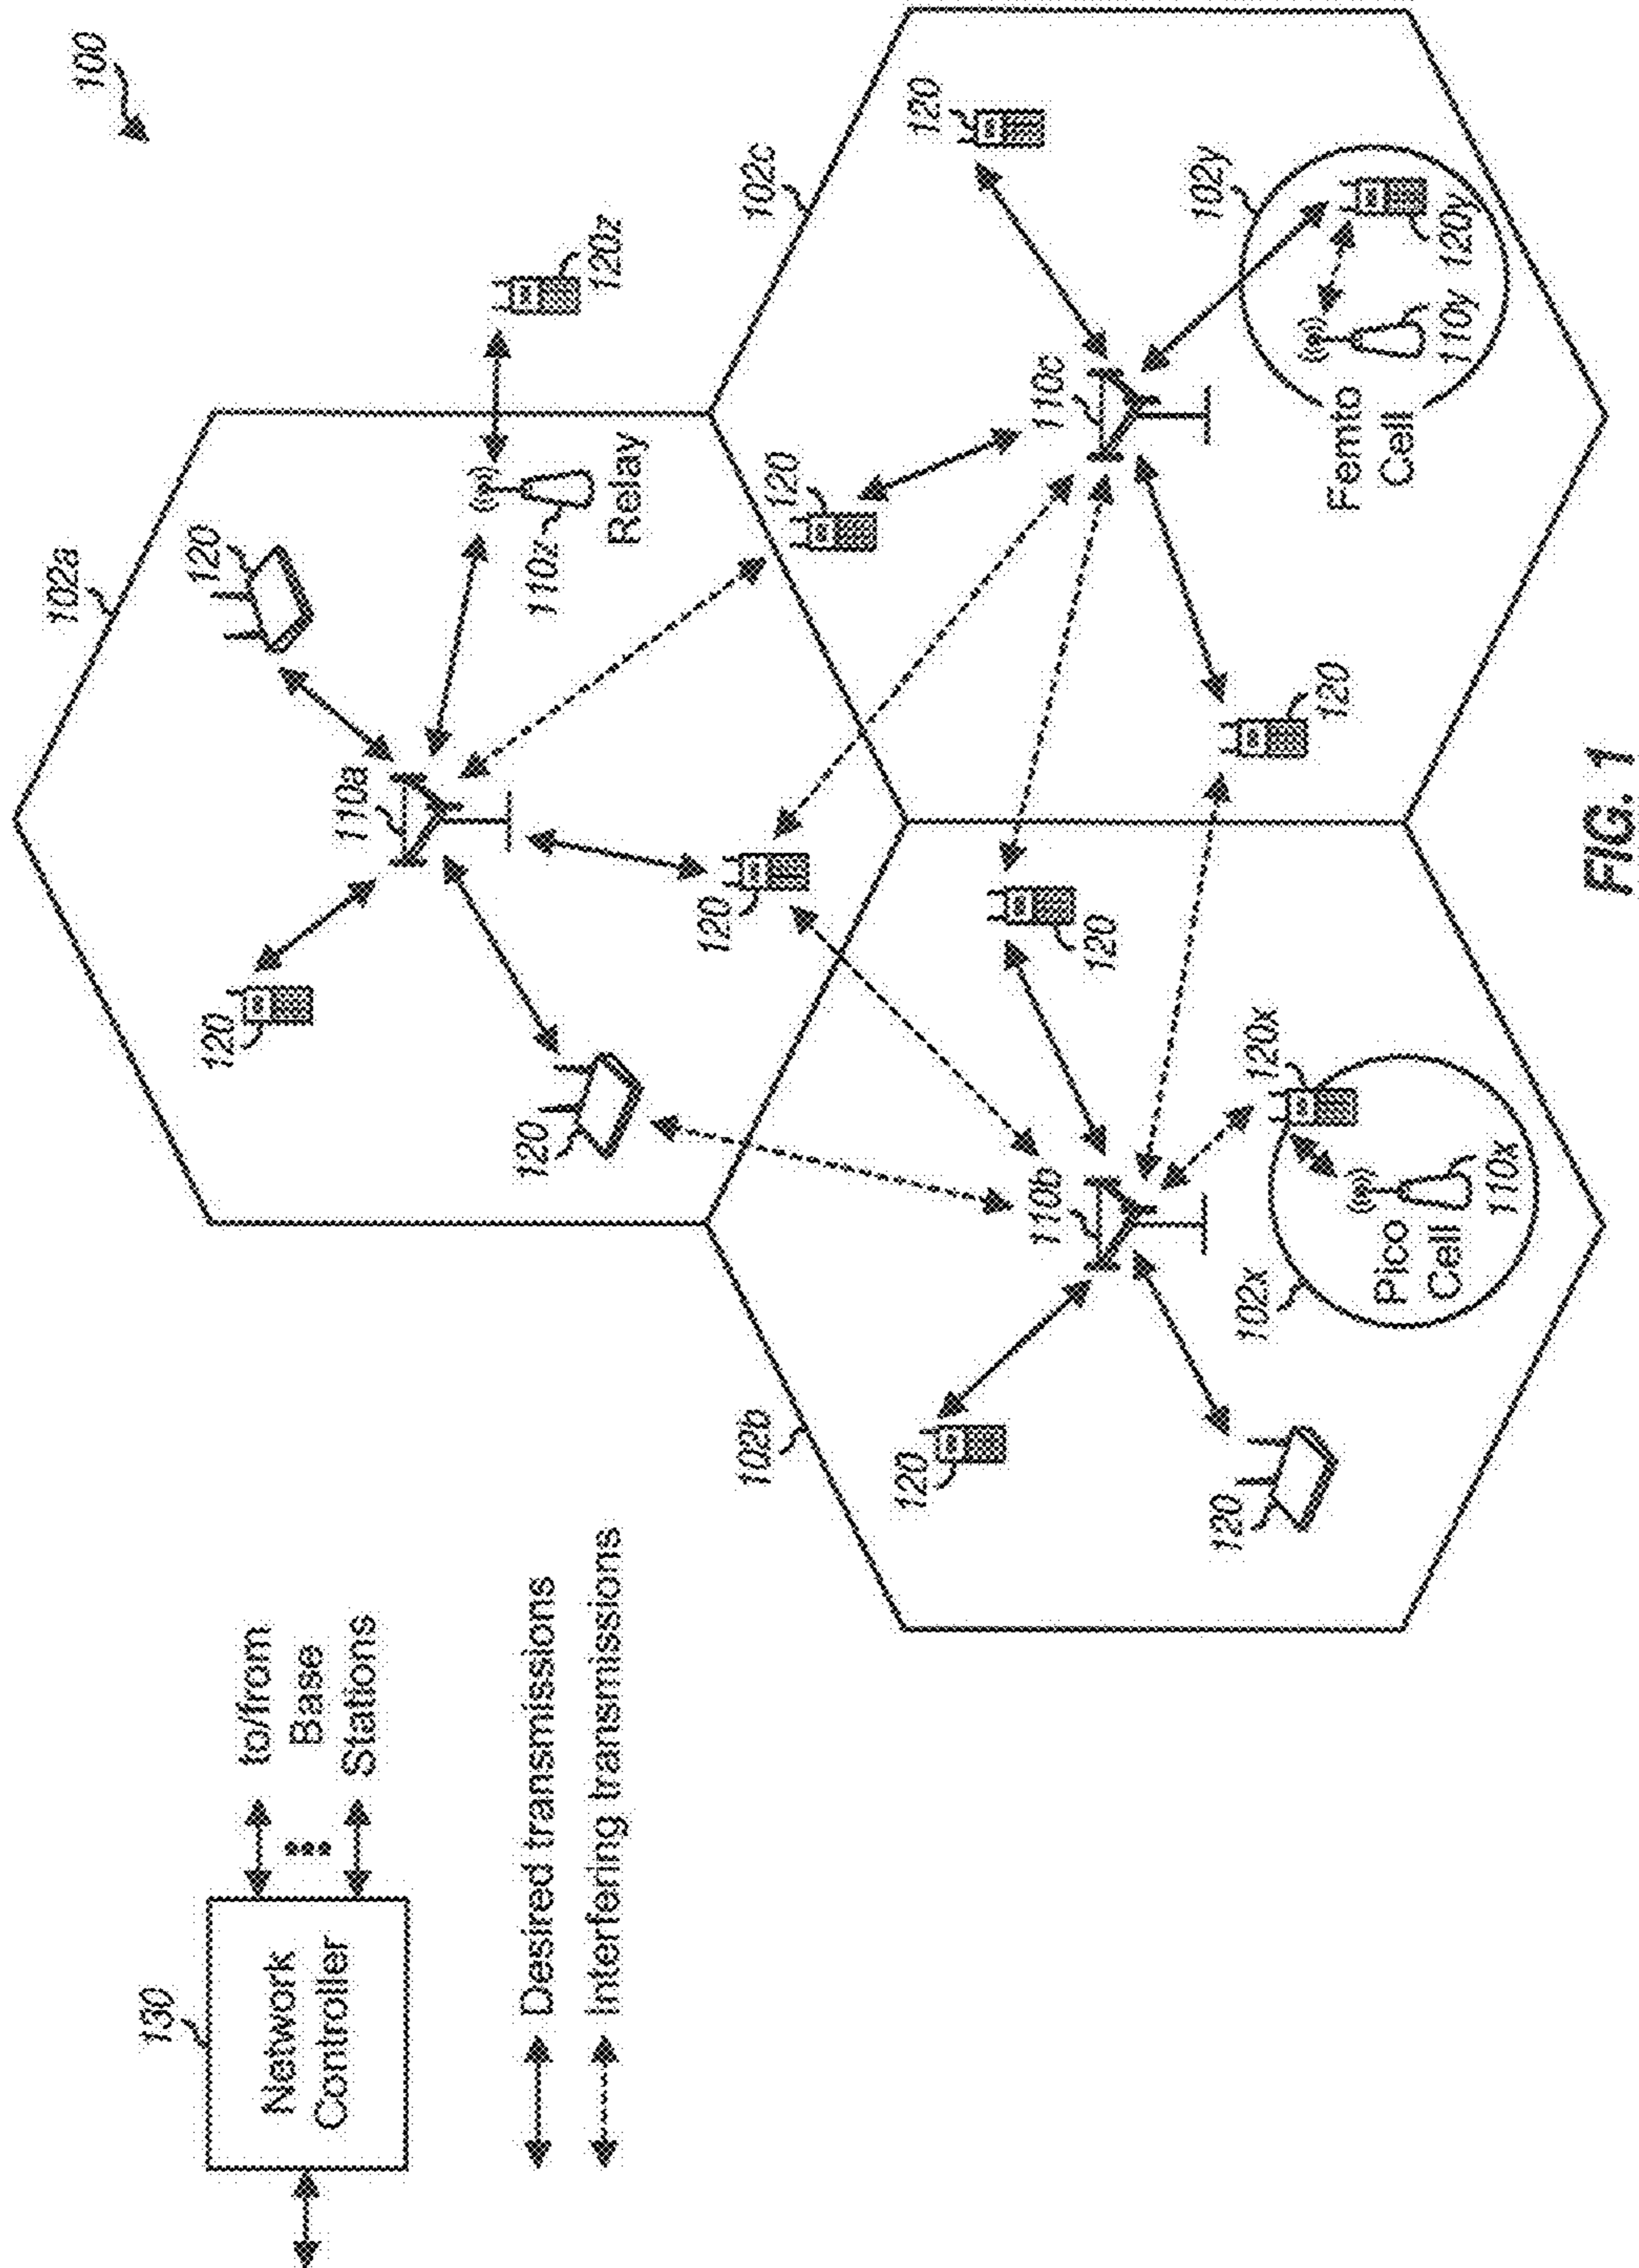 100
102a
120
110a
120
120
120
110z
Relay
120z
130
Network
Controller
to/from
Base
Stations
Desired transmissions
Interfering transmissions
102b
120
120
110b
120
120x
102x
Pico
Cell
110x
102c
120
120
110c
120
102y
Femto
Cell
110y
120y
FIG. 1